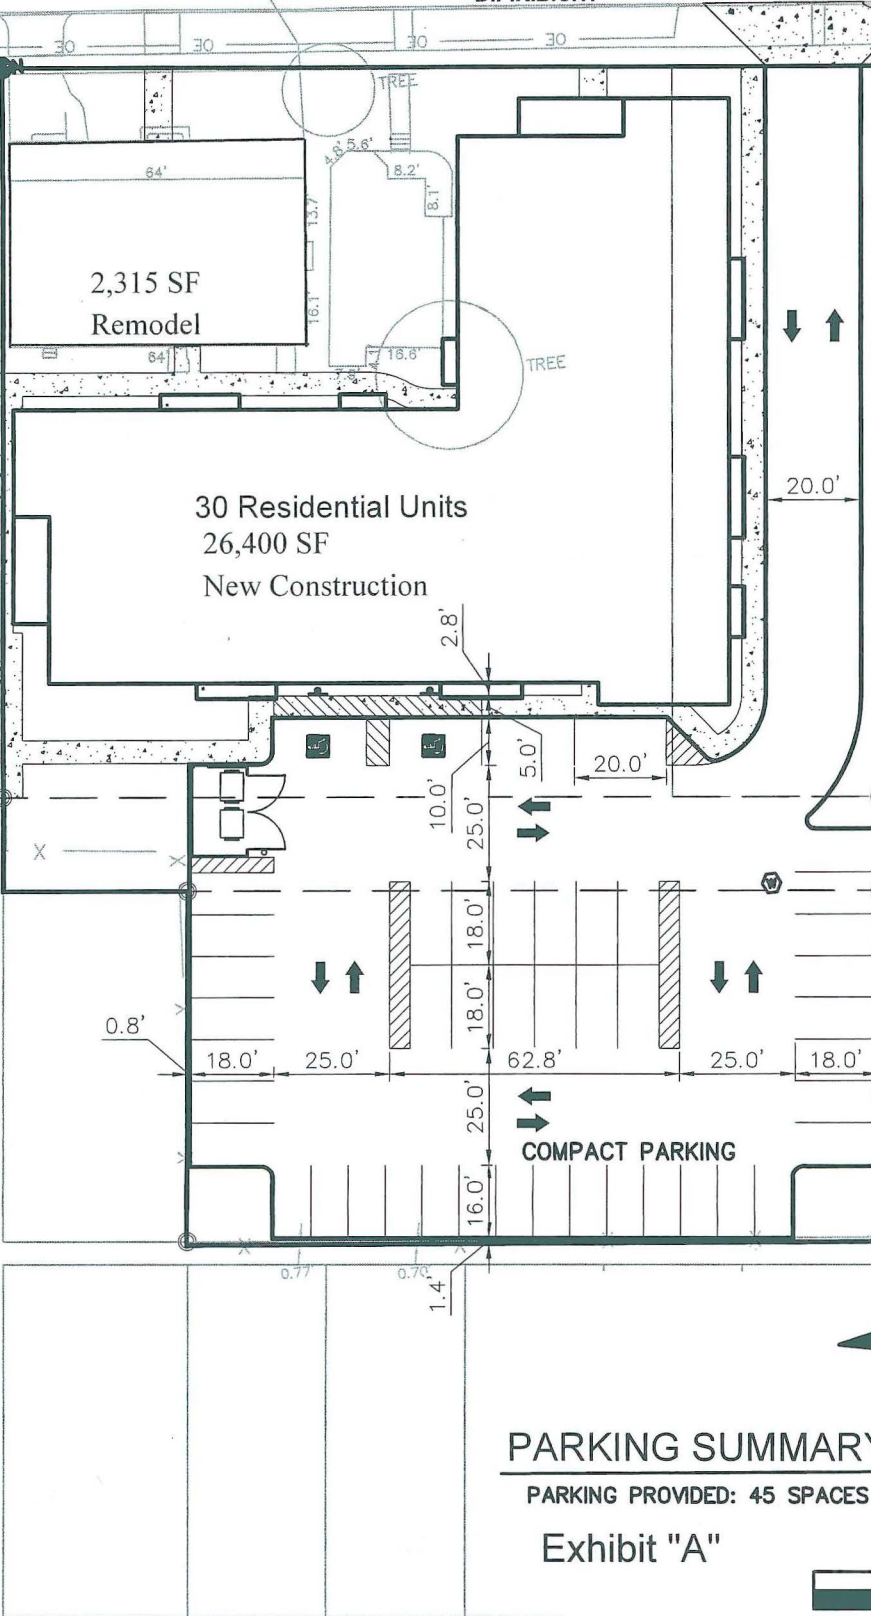 30
30
30
30
TREE
64'
4.8'
5.6'
8.2'
8.1'
13.7'
16.1'
2,315 SF
Remodel
64'
4.1'
16.6'
TREE
20.0'
30 Residential Units
26,400 SF
New Construction
2.8'
5.0'
20.0'
10.0'
25.0'
X
X
W
18.0'
18.0'
0.8'
18.0'
25.0'
62.8'
25.0'
18.0'
25.0'
COMPACT PARKING
16.0'
0.77'
1.4'
PARKING SUMMARY
PARKING PROVIDED: 45 SPACES
Exhibit "A"